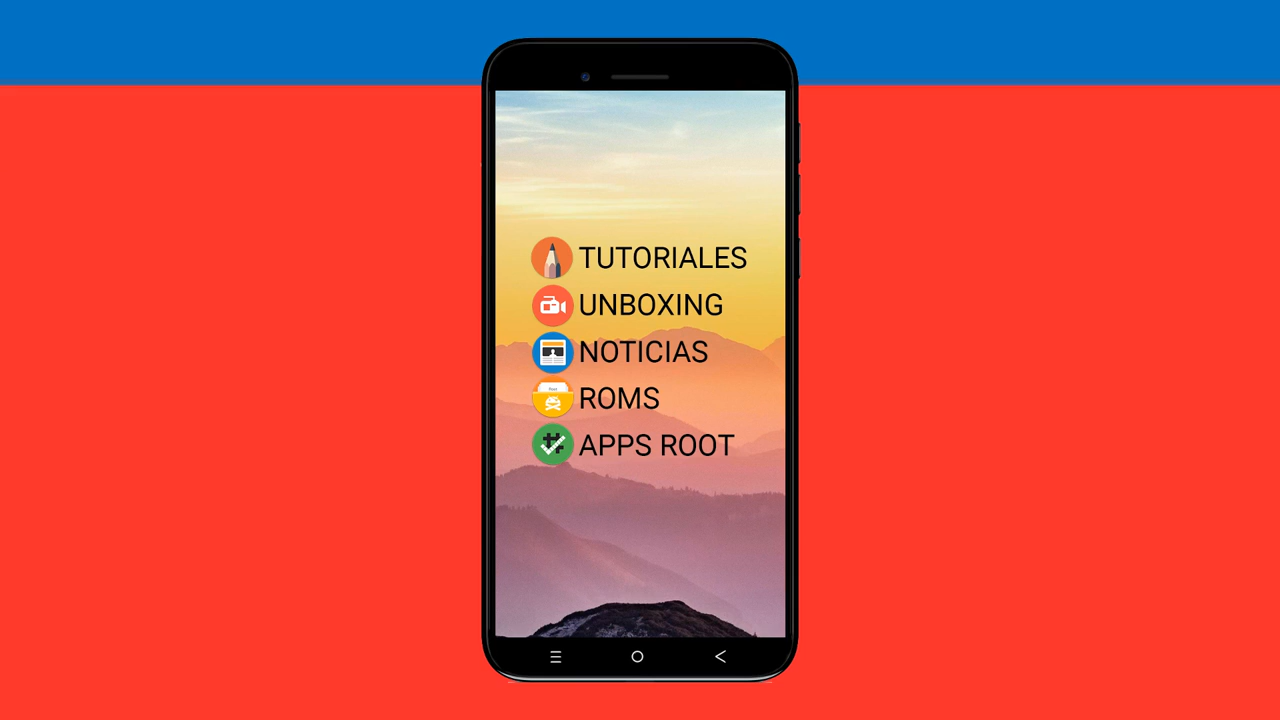 TUTORIALES
UNBOXING
NOTICIAS
ROMS
APPS ROOT